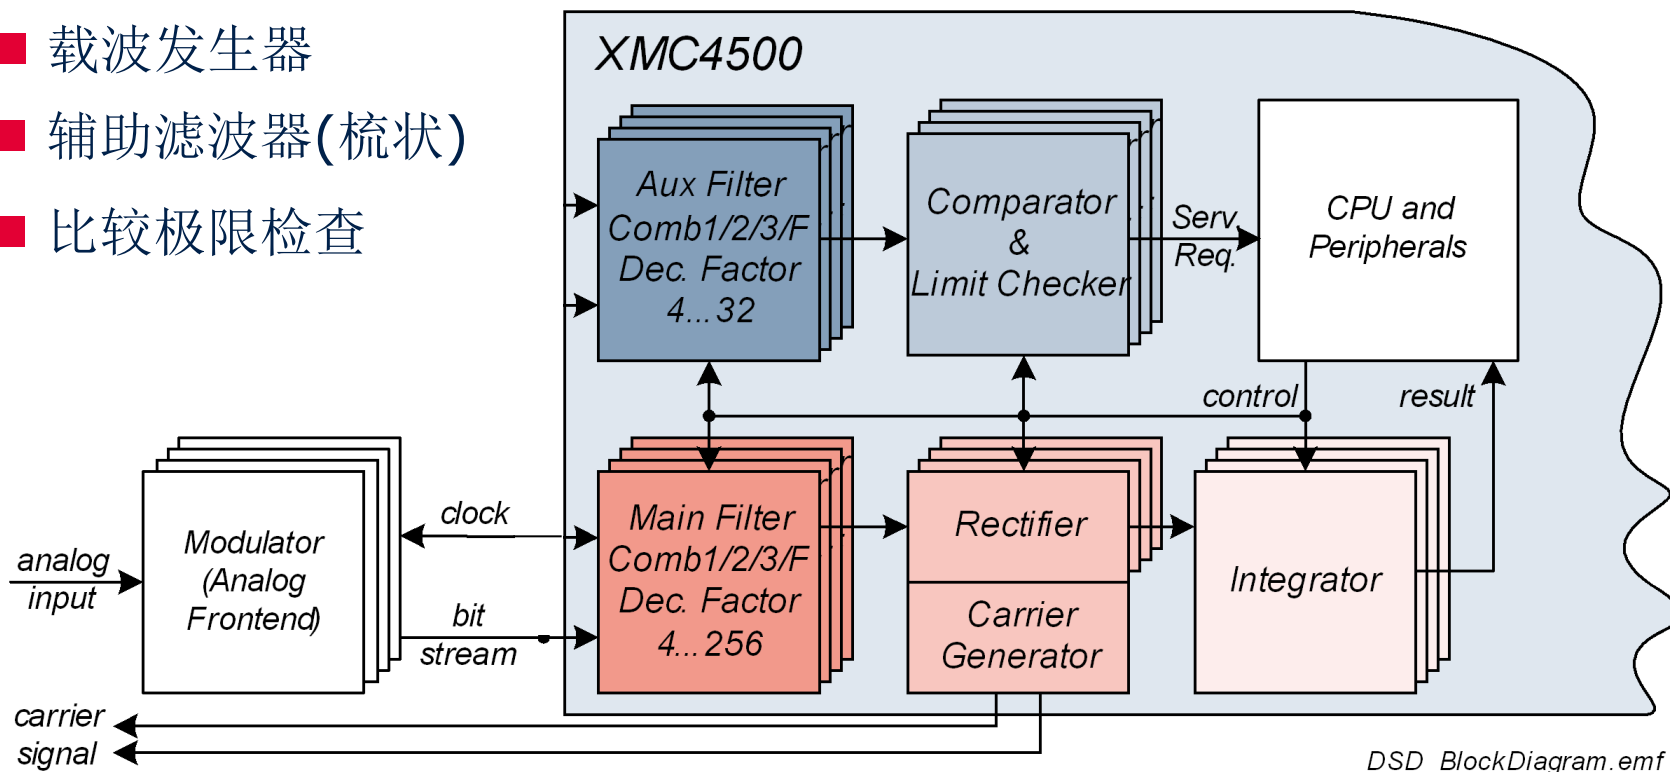 载波发生器
辅助滤波器(梳状)
比较极限检查
XMC4500
Aux Filter
Comb1/2/3/F
Dec. Factor
4...32
Comparator
&
Limit Checker
Serv.
Req.
CPU and
Peripherals
control
result
analog
input
Modulator
(Analog
Frontend)
clock
bit
stream
Main Filter
Comb1/2/3/F
Dec. Factor
4...256
Rectifier
Carrier
Generator
Integrator
carrier
signal
DSD BlockDiagram.emf